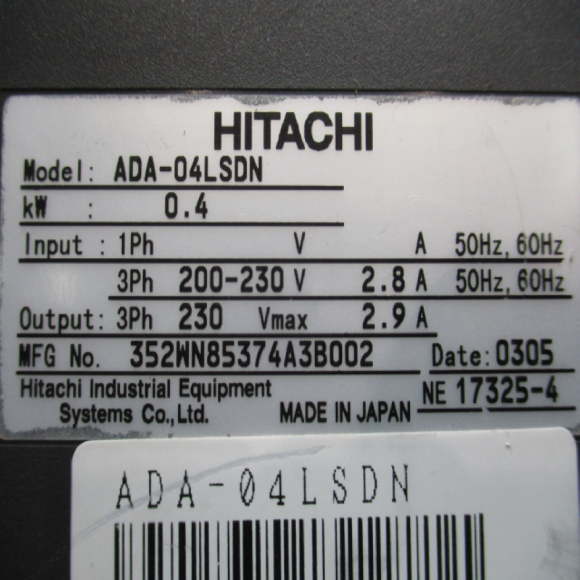 HITACHI
Model: ADA-04LSDN
kW : 0.4
Input : 1Ph V A 50Hz, 60Hz
3Ph 200-230 V 2.8 A 50Hz, 60Hz
Output: 3Ph 230 Vmax 2.9 A
MFG No. 352WN85374A3B002 Date: 0305
Hitachi Industrial Equipment
Systems Co., Ltd. MADE IN JAPAN NE 17325-4
ADA-04LSDN